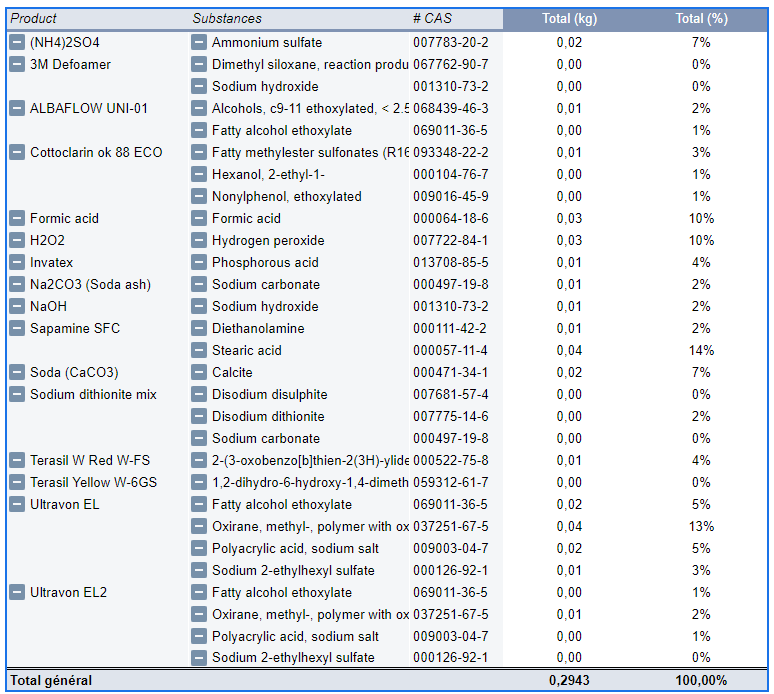 Product Substances # CAS Total (kg) Total (%)
(NH4)2SO4 Ammonium sulfate 007783-20-2 0,02 7%
3M Defoamer Dimethyl siloxane, reaction produ 067762-90-7 0,00 0%
Sodium hydroxide 001310-73-2 0,00 0%
ALBAFLOW UNI-01 Alcohols, c9-11 ethoxylated, < 2.5 068439-46-3 0,01 2%
Fatty alcohol ethoxylate 069011-36-5 0,00 1%
Cottoclarin ok 88 ECO Fatty methylester sulfonates (R16 093348-22-2 0,01 3%
Hexanol, 2-ethyl-1- 000104-76-7 0,00 1%
Nonylphenol, ethoxylated 009016-45-9 0,00 1%
Formic acid Formic acid 000064-18-6 0,03 10%
H2O2 Hydrogen peroxide 007722-84-1 0,03 10%
Invatex Phosphorous acid 013708-85-5 0,01 4%
Na2CO3 (Soda ash) Sodium carbonate 000497-19-8 0,01 2%
NaOH Sodium hydroxide 001310-73-2 0,01 2%
Sapamine SFC Diethanolamine 000111-42-2 0,01 2%
Stearic acid 000057-11-4 0,04 14%
Soda (CaCO3) Calcite 000471-34-1 0,02 7%
Sodium dithionite mix Disodium disulphite 007681-57-4 0,00 0%
Disodium dithionite 007775-14-6 0,00 2%
Sodium carbonate 000497-19-8 0,00 0%
Terasil W Red W-FS 2-(3-oxobenzo[b]thien-2(3H)-ylide 000522-75-8 0,01 4%
Terasil Yellow W-6GS 1,2-dihydro-6-hydroxy-1,4-dimeth 059312-61-7 0,00 0%
Ultravon EL Fatty alcohol ethoxylate 069011-36-5 0,02 5%
Oxirane, methyl-, polymer with ox 037251-67-5 0,04 13%
Polyacrylic acid, sodium salt 009003-04-7 0,02 5%
Sodium 2-ethylhexyl sulfate 000126-92-1 0,01 3%
Ultravon EL2 Fatty alcohol ethoxylate 069011-36-5 0,00 1%
Oxirane, methyl-, polymer with ox 037251-67-5 0,01 2%
Polyacrylic acid, sodium salt 009003-04-7 0,00 1%
Sodium 2-ethylhexyl sulfate 000126-92-1 0,00 0%
Total général 0,2943 100,00%